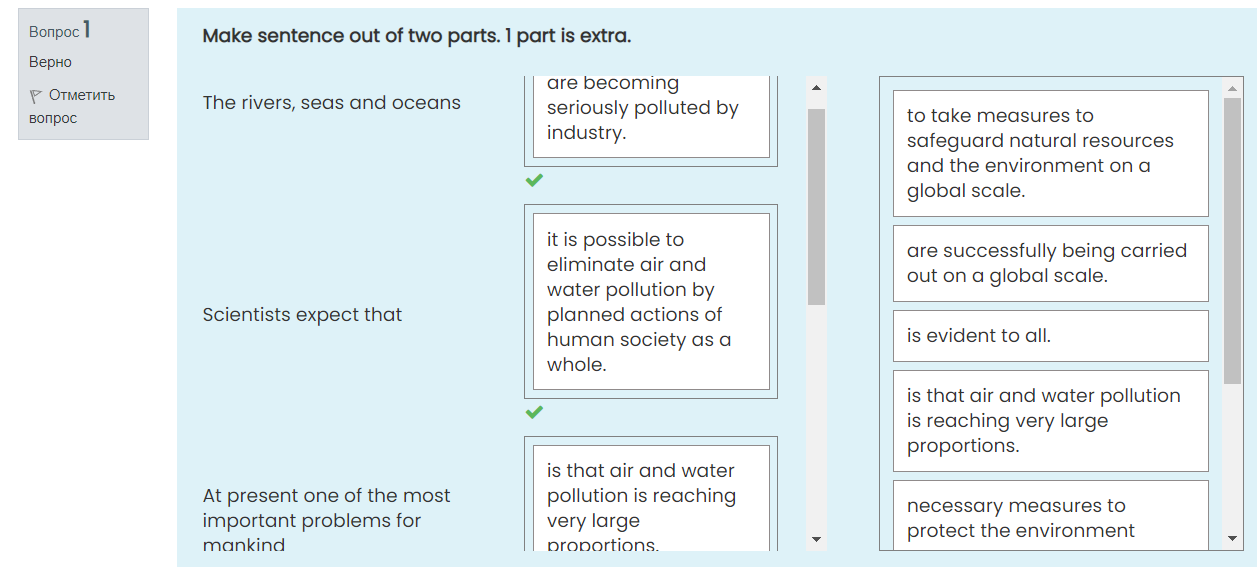 Вопрос 1
Верно
Отметить
вопрос
Make sentence out of two parts. 1 part is extra.
The rivers, seas and oceans
are becoming
seriously polluted by
industry.
Scientists expect that
it is possible to
eliminate air and
water pollution by
planned actions of
human society as a
whole.
At present one of the most
important problems for
mankind
is that air and water
pollution is reaching
very large
proportions.
to take measures to
safeguard natural resources
and the environment on a
global scale.
are successfully being carried
out on a global scale.
is evident to all.
is that air and water pollution
is reaching very large
proportions.
necessary measures to
protect the environment